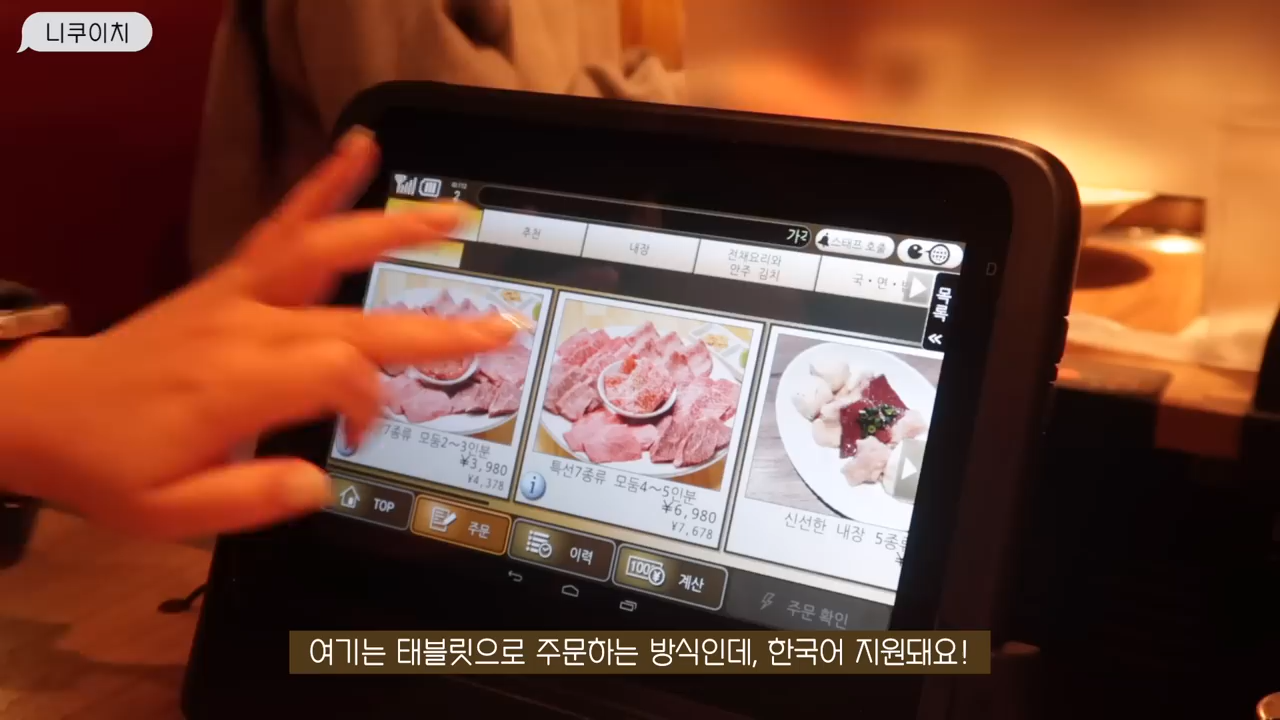 니쿠이치
2
가격
스태프 호출
추천
내장
전채요리와
안주 김치
국·면·
목록
7종류 모둠2~3인분
¥3,980
¥4,378
특선7종류 모둠4~5인분
¥6,980
¥7,678
신선한 내장 5종
TOP
주문
이력
100
계산
주문 확인
여기는 태블릿으로 주문하는 방식인데, 한국어 지원돼요!